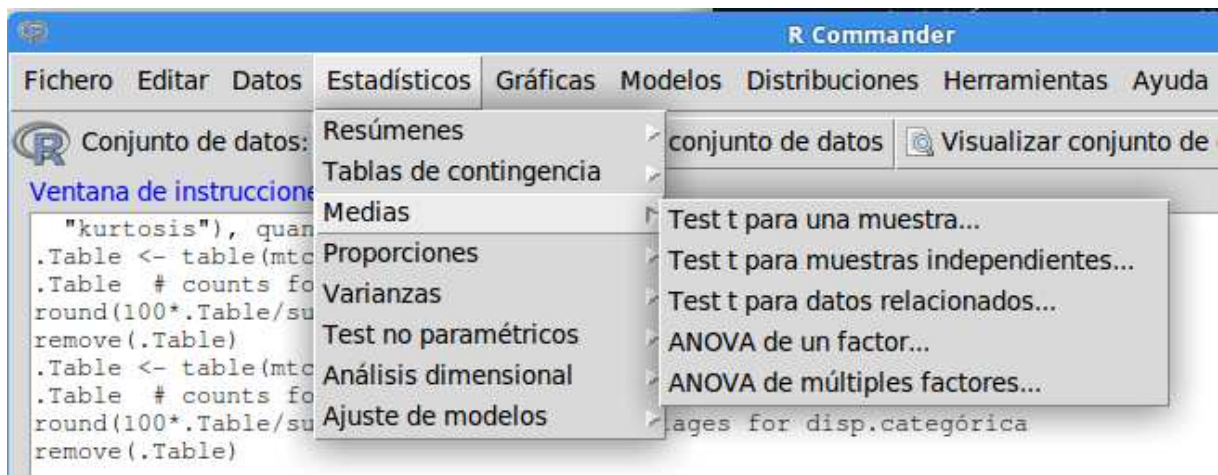 R Commander
Fichero Editar Datos Estadísticos Gráficas Modelos Distribuciones Herramientas Ayuda
R Conjunto de datos: conjunto de datos Visualizar conjunto de
Ventana de instruccione
Resúmenes
Tablas de contingencia
Medias
Proporciones
Varianzas
Test no paramétricos
Análisis dimensional
Ajuste de modelos
Test t para una muestra...
Test t para muestras independientes...
Test t para datos relacionados...
ANOVA de un factor...
ANOVA de múltiples factores...
"kurtosis"), quan
.Table <- table(mtc
.Table # counts fo
round(100*.Table/su
remove(.Table)
.Table <- table(mtc
.Table # counts fo
round(100*.Table/su ages for disp.categórica
remove(.Table)